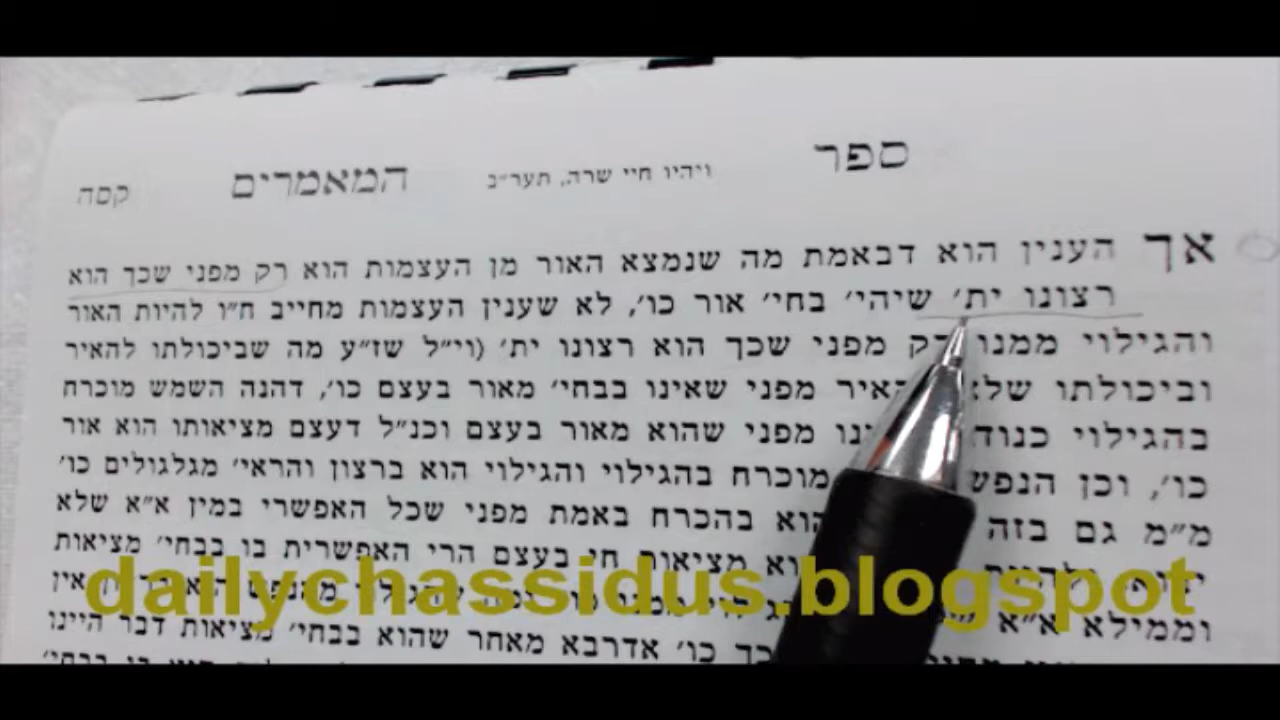 ספר ויהיו חיי שרה, תער״ב המאמרים קסה
אך הענין הוא דבאמת מה שנמצא האור מן העצמות הוא רק מפני שכך הוא
רצונו ית׳ שיהי׳ בחי׳ אור כו׳, לא שענין העצמות מחייב ח״ו להיות האור
והגילוי ממנו רק מפני שכך הוא רצונו ית׳ (וי״ל שז״ע מה שביכולתו להאיר
וביכולתו שלא להאיר מפני שאינו בבחי׳ מאור בעצם כו׳, דהנה השמש מוכרח
בהגילוי כנודע מפני שהוא מאור בעצם וכנ״ל דעצם מציאותו הוא אור
כו׳, וכן הנפש מוכרח בהגילוי והגילוי הוא ברצון והראי׳ מגלגולים כו׳
מ״מ גם בזה הוא בהכרח באמת מפני שכל האפשרי במין א״א שלא
מציאות חי בעצם הרי האפשרית בו בבחי׳ מציאות
וממילא א״א
כך כו׳ אדרבא מאחר שהוא בבחי׳ מציאות דבר היינו
dailychassidus.blogspot